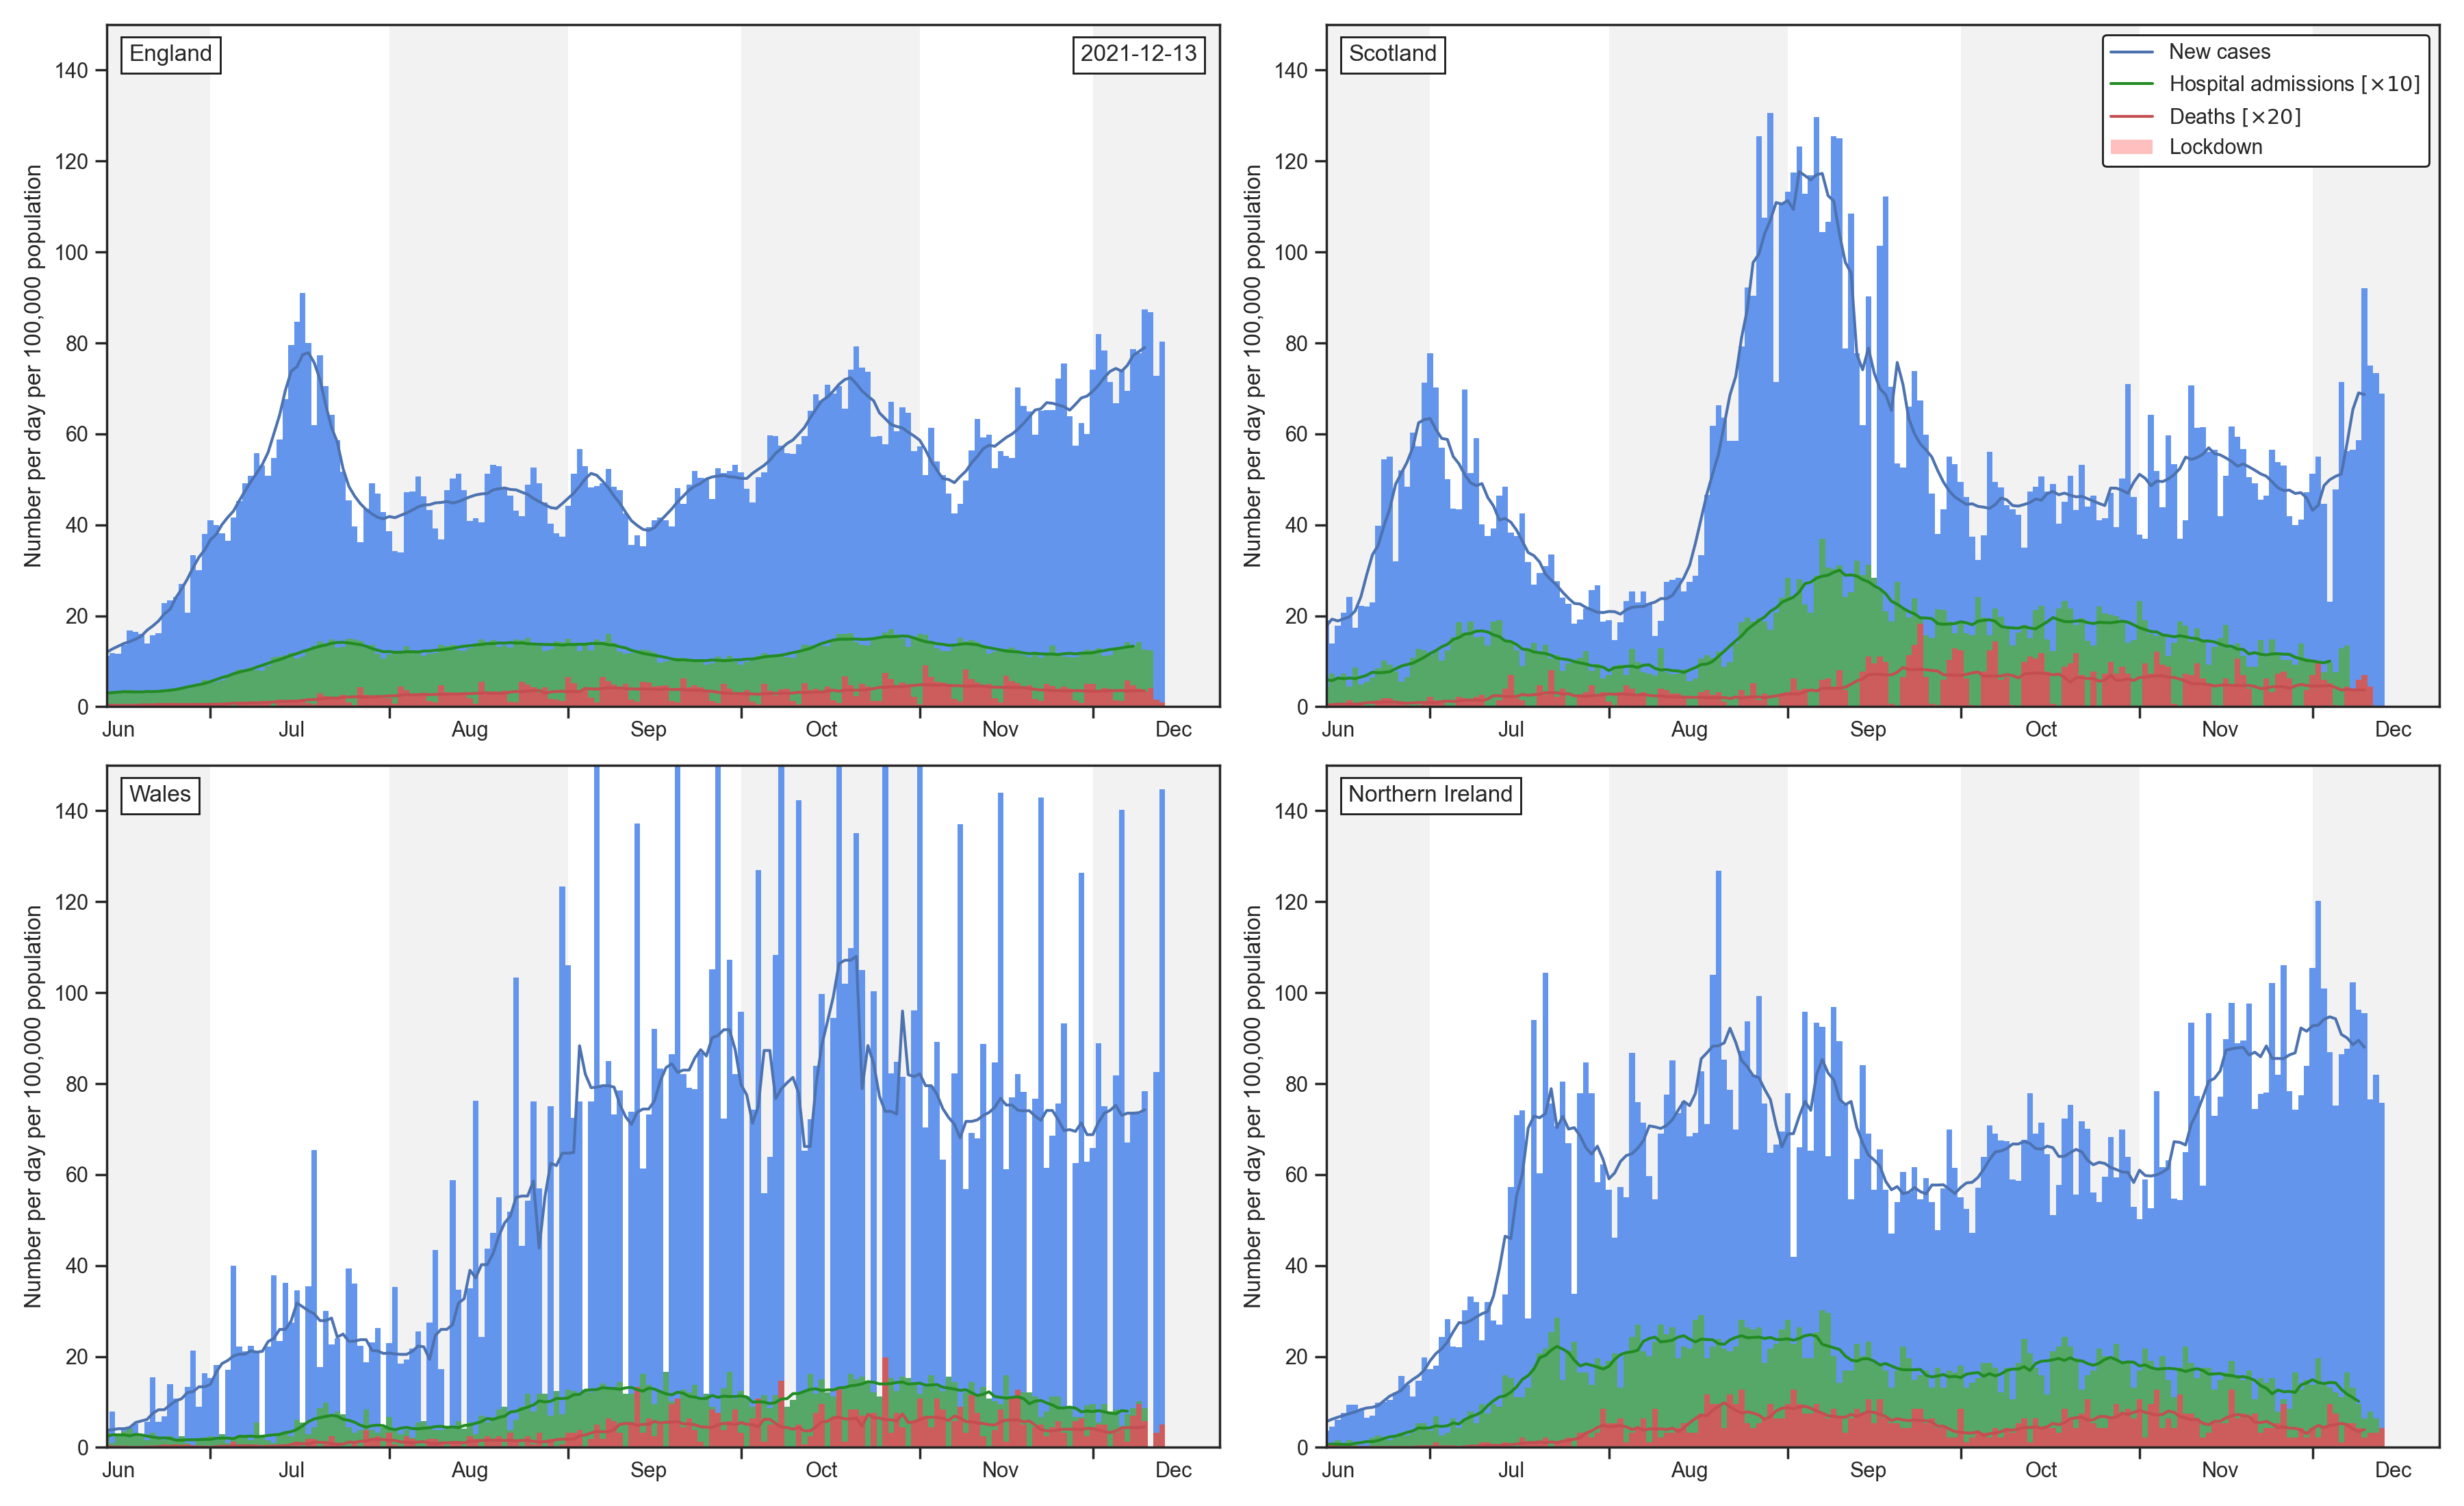 England
2021-12-13
Number per day per 100,000 population
140
120
100
80
60
40
20
0
Jun Jul Aug Sep Oct Nov Dec
Scotland
New cases
Hospital admissions [×10]
Deaths [×20]
Lockdown
Number per day per 100,000 population
140
120
100
80
60
40
20
0
Jun Jul Aug Sep Oct Nov Dec
Wales
Number per day per 100,000 population
140
120
100
80
60
40
20
0
Jun Jul Aug Sep Oct Nov Dec
Northern Ireland
Number per day per 100,000 population
140
120
100
80
60
40
20
0
Jun Jul Aug Sep Oct Nov Dec